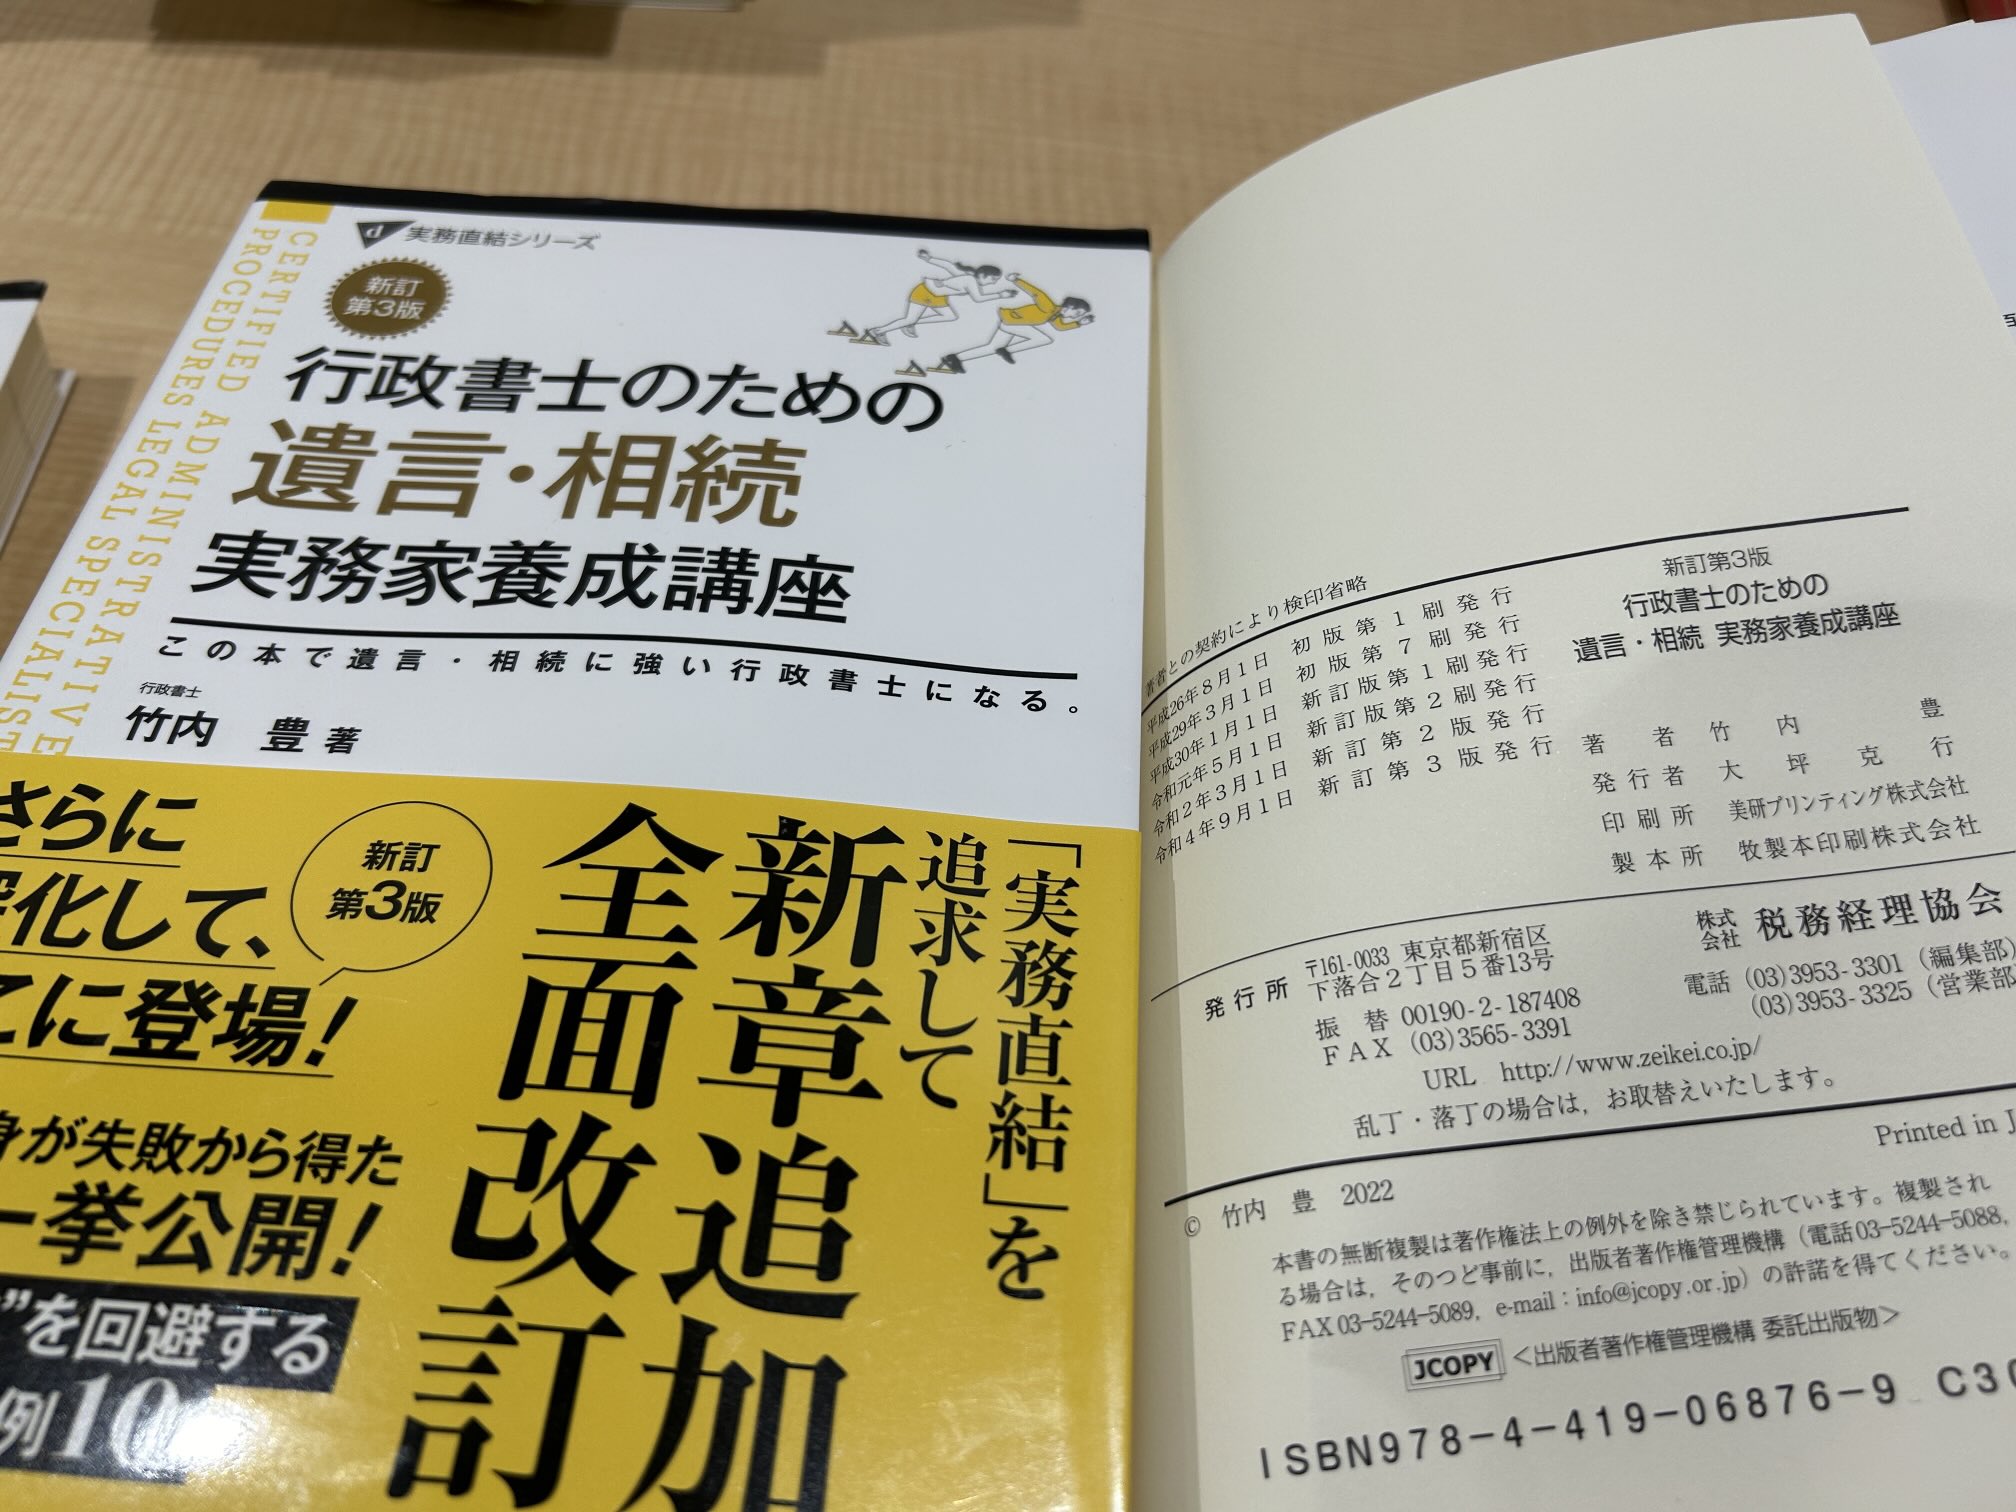 実務直結シリーズ
新訂
第3版
CERTIFIED ADMINISTRATIVE
PROCEDURES LEGAL SPECIALIST
行政書士のための
遺言・相続
実務家養成講座
この本で遺言・相続に強い行政書士になる。
行政書士
竹内 豊 著
「実務直結」を
追求して
新章追加
全面改訂
新訂
第3版
さらに
化して、
に登場!
身が失敗から得た
一挙公開!
”を回避する
例10
著者との契約により検印省略
平成26年8月1日 初版第1刷発行
平成29年3月1日 初版第7刷発行
平成30年1月1日 新訂版第1刷発行
令和元年5月1日 新訂版第2刷発行
令和2年3月1日 新訂第2版発行
令和4年9月1日 新訂第3版発行
新訂第3版
行政書士のための
遺言・相続 実務家養成講座
著者 竹内 豊
発行者 大坪克行
印刷所 美研プリンティング株式会社
製本所 牧製本印刷株式会社
発行所 〒161-0033 東京都新宿区
下落合2丁目5番13号
株式会社 税務経理協会
振替 00190-2-187408
FAX (03)3565-3391
電話 (03)3953-3301(編集部)
(03)3953-3325(営業部
URL http://www.zeikei.co.jp/
乱丁・落丁の場合は,お取替えいたします。
© 竹内 豊 2022
Printed in J
本書の無断複製は著作権法上の例外を除き禁じられています。複製され
る場合は,そのつど事前に,出版者著作権管理機構(電話03-5244-5088,
FAX 03-5244-5089, e-mail:info@jcopy.or.jp)の許諾を得てください。
JCOPY <出版者著作権管理機構 委託出版物>
ISBN978-4-419-06876-9 C30